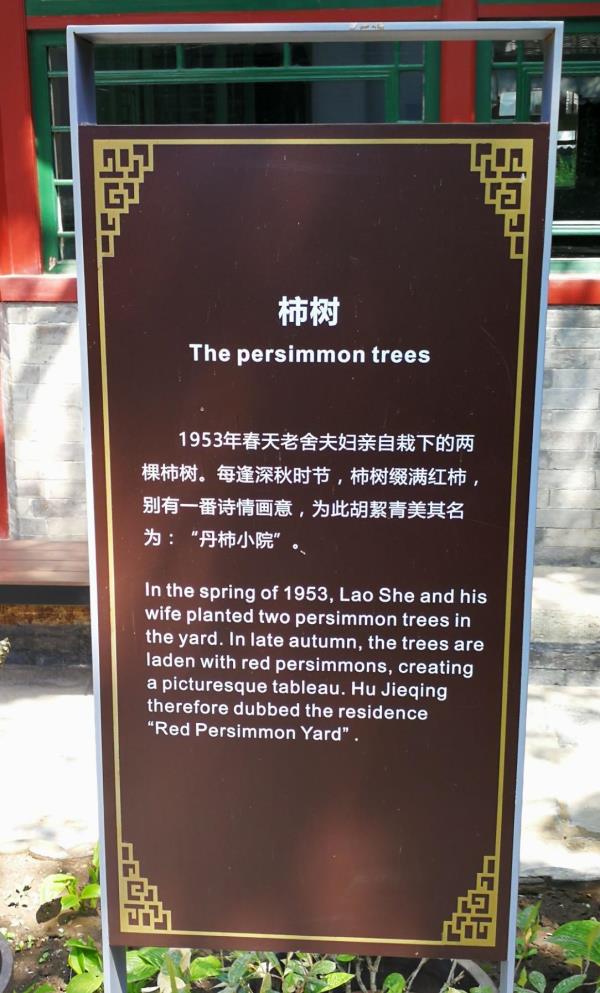 柿树
The persimmon trees
1953年春天老舍夫妇亲自栽下的两
棵柿树。每逢深秋时节，柿树缀满红柿，
别有一番诗情画意，为此胡絜青美其名
为：“丹柿小院”。
In the spring of 1953, Lao She and his
wife planted two persimmon trees in
the yard. In late autumn, the trees are
laden with red persimmons, creating
a picturesque tableau. Hu Jieqing
therefore dubbed the residence
“Red Persimmon Yard” .